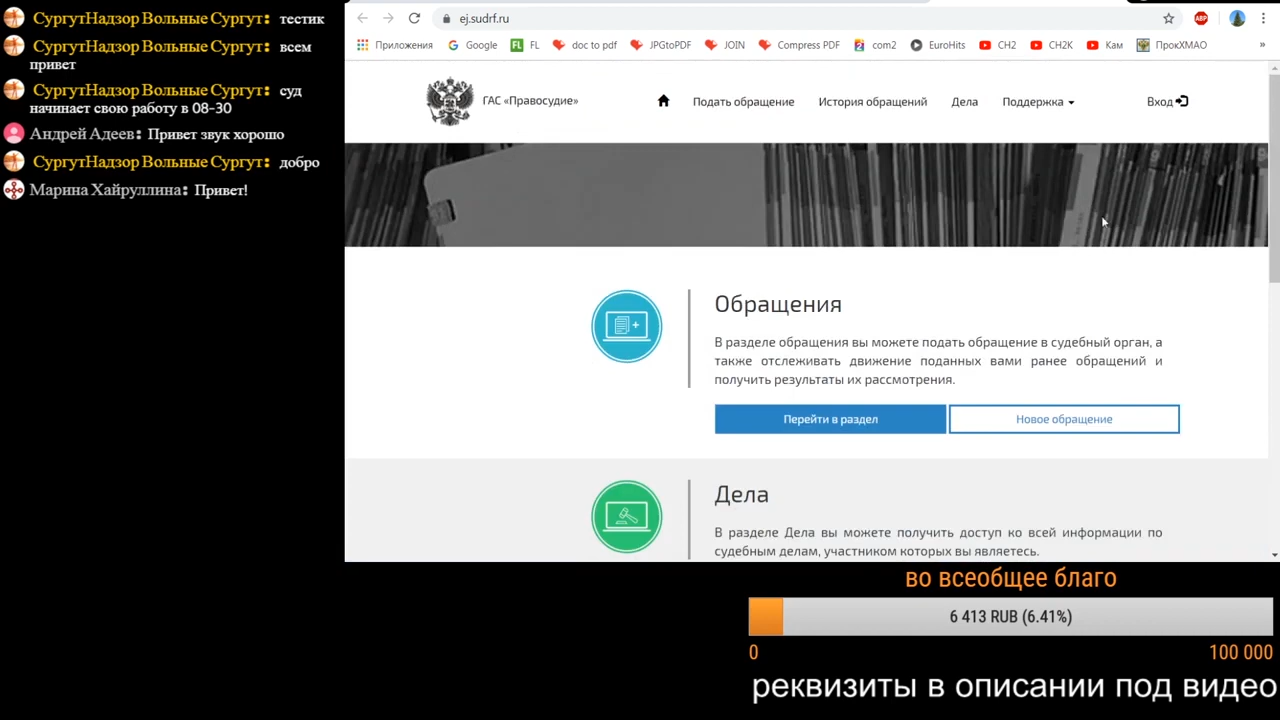 СургутНадзор Вольные Сургут: тестик
СургутНадзор Вольные Сургут: всем
привет
СургутНадзор Вольные Сургут: суд
начинает свою работу в 08-30
Андрей Адеев: Привет звук хорошо
СургутНадзор Вольные Сургут: добро
Марина Хайруллина: Привет!
ej.sudrf.ru
ABP
Приложения Google FL FL doc to pdf JPGtoPDF JOIN Compress PDF com2 EuroHits CH2 CH2K Кам ПрокХМАО »
ГАС «Правосудие» Подать обращение История обращений Дела Поддержка Вход
Обращения
В разделе обращения вы можете подать обращение в судебный орган, а
также отслеживать движение поданных вами ранее обращений и
получить результаты их рассмотрения.
Перейти в раздел Новое обращение
Дела
В разделе Дела вы можете получить доступ ко всей информации по
судебным делам, участником которых вы являетесь.
во всеобщее благо
6 413 RUB (6.41%)
0 100 000
реквизиты в описании под видео